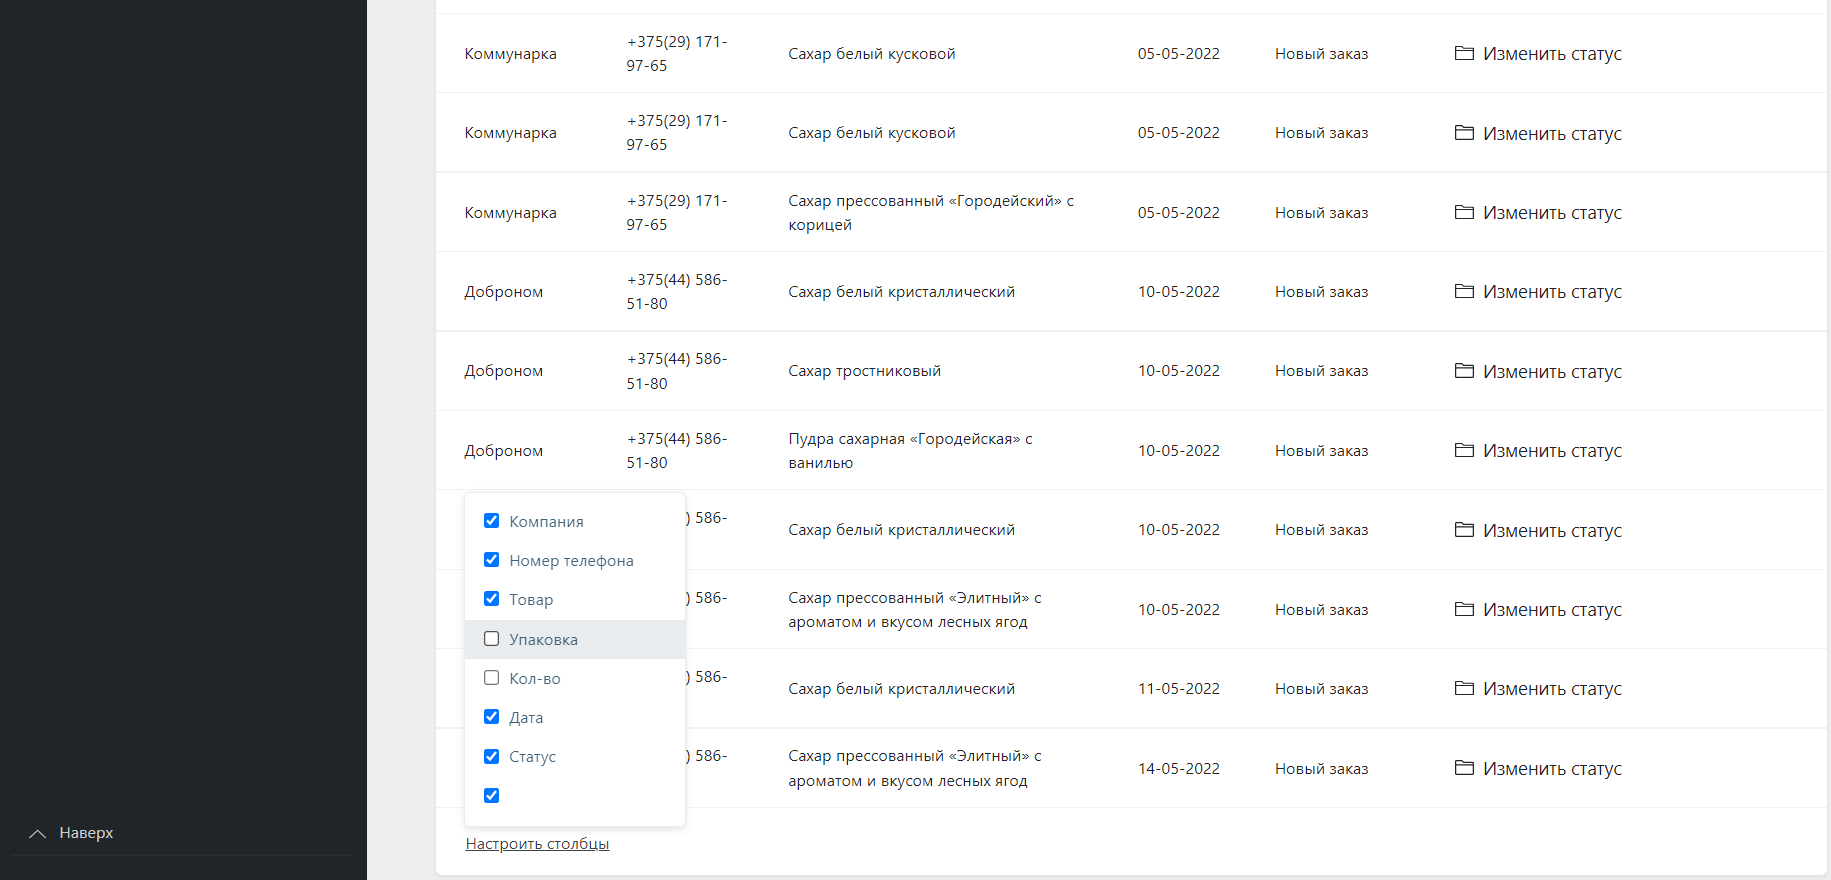 Коммунарка +375(29) 171-
97-65 Сахар белый кусковой 05-05-2022 Новый заказ Изменить статус
Коммунарка +375(29) 171-
97-65 Сахар белый кусковой 05-05-2022 Новый заказ Изменить статус
Коммунарка +375(29) 171-
97-65 Сахар прессованный «Городейский» с
корицей 05-05-2022 Новый заказ Изменить статус
Доброном +375(44) 586-
51-80 Сахар белый кристаллический 10-05-2022 Новый заказ Изменить статус
Доброном +375(44) 586-
51-80 Сахар тростниковый 10-05-2022 Новый заказ Изменить статус
Доброном +375(44) 586-
51-80 Пудра сахарная «Городейская» с
ванилью 10-05-2022 Новый заказ Изменить статус
) 586- Сахар белый кристаллический 10-05-2022 Новый заказ Изменить статус
) 586- Сахар прессованный «Элитный» с
ароматом и вкусом лесных ягод 10-05-2022 Новый заказ Изменить статус
) 586- Сахар белый кристаллический 11-05-2022 Новый заказ Изменить статус
) 586- Сахар прессованный «Элитный» с
ароматом и вкусом лесных ягод 14-05-2022 Новый заказ Изменить статус
Компания
Номер телефона
Товар
Упаковка
Кол-во
Дата
Статус
Настроить столбцы
Наверх